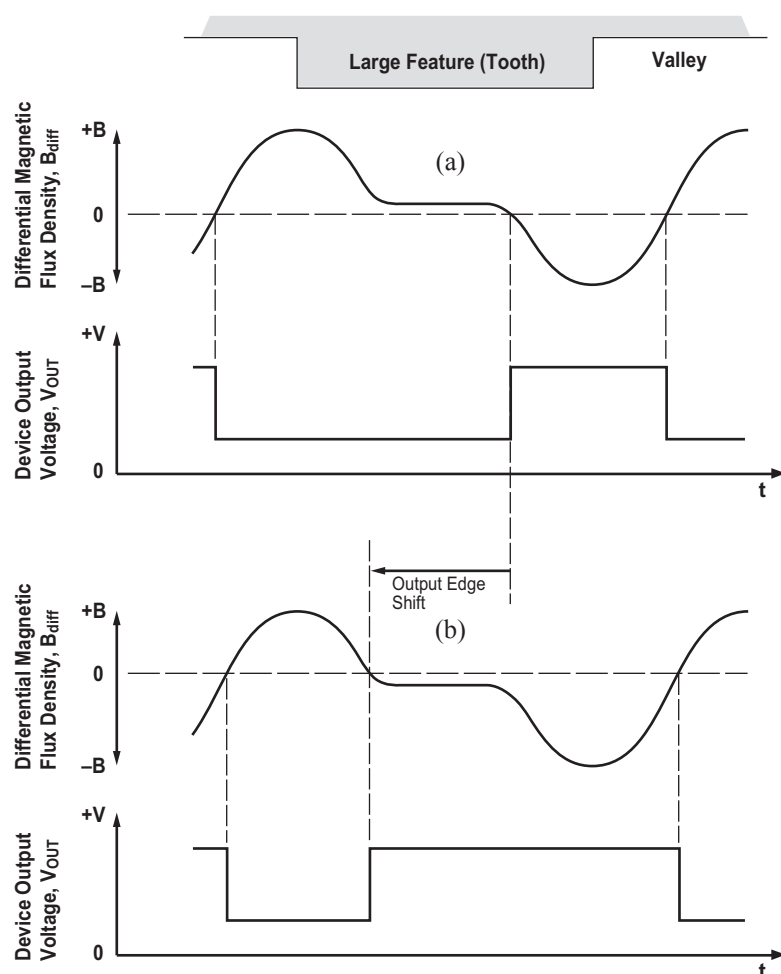 Large Feature (Tooth)
Valley
Differential Magnetic
Flux Density, Bdiff
+B
0
–B
(a)
Device Output
Voltage, VOUT
+V
0
t
Output Edge
Shift
Differential Magnetic
Flux Density, Bdiff
+B
0
–B
(b)
Device Output
Voltage, VOUT
+V
0
t